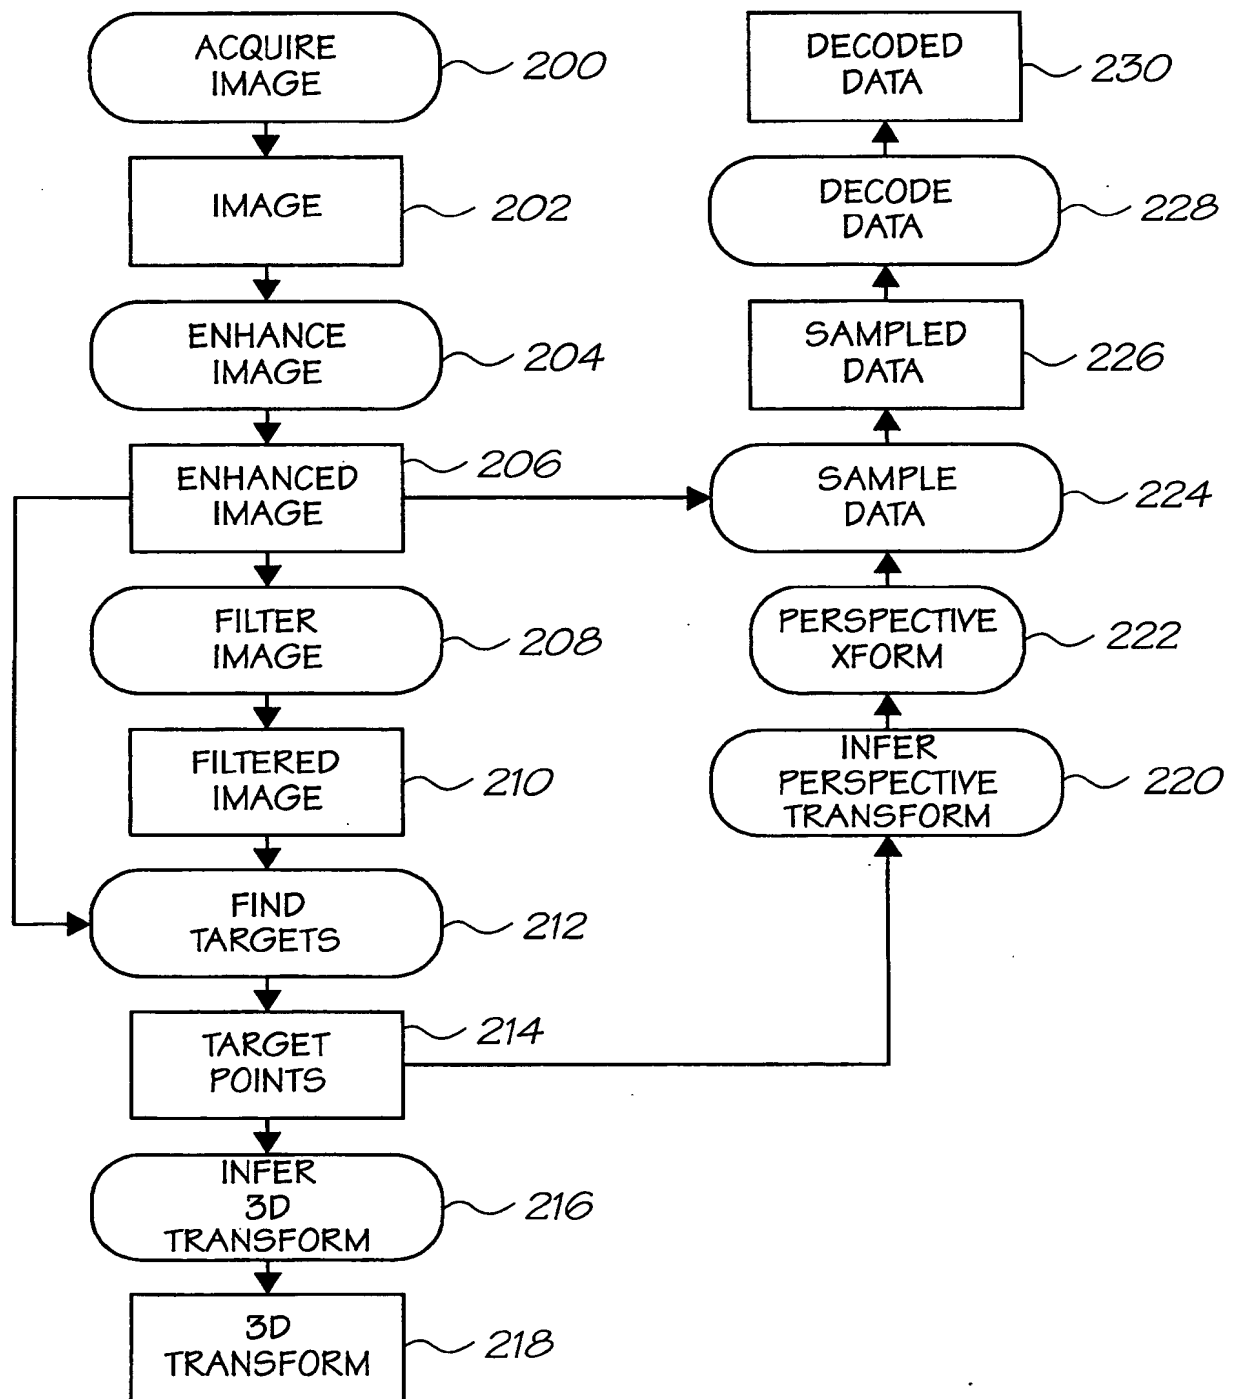 ACQUIRE
IMAGE
200
IMAGE
202
ENHANCE
IMAGE
204
ENHANCED
IMAGE
206
FILTER
IMAGE
208
FILTERED
IMAGE
210
FIND
TARGETS
212
TARGET
POINTS
214
INFER
3D
TRANSFORM
216
3D
TRANSFORM
218
DECODED
DATA
230
DECODE
DATA
228
SAMPLED
DATA
226
SAMPLE
DATA
224
PERSPECTIVE
XFORM
222
INFER
PERSPECTIVE
TRANSFORM
220